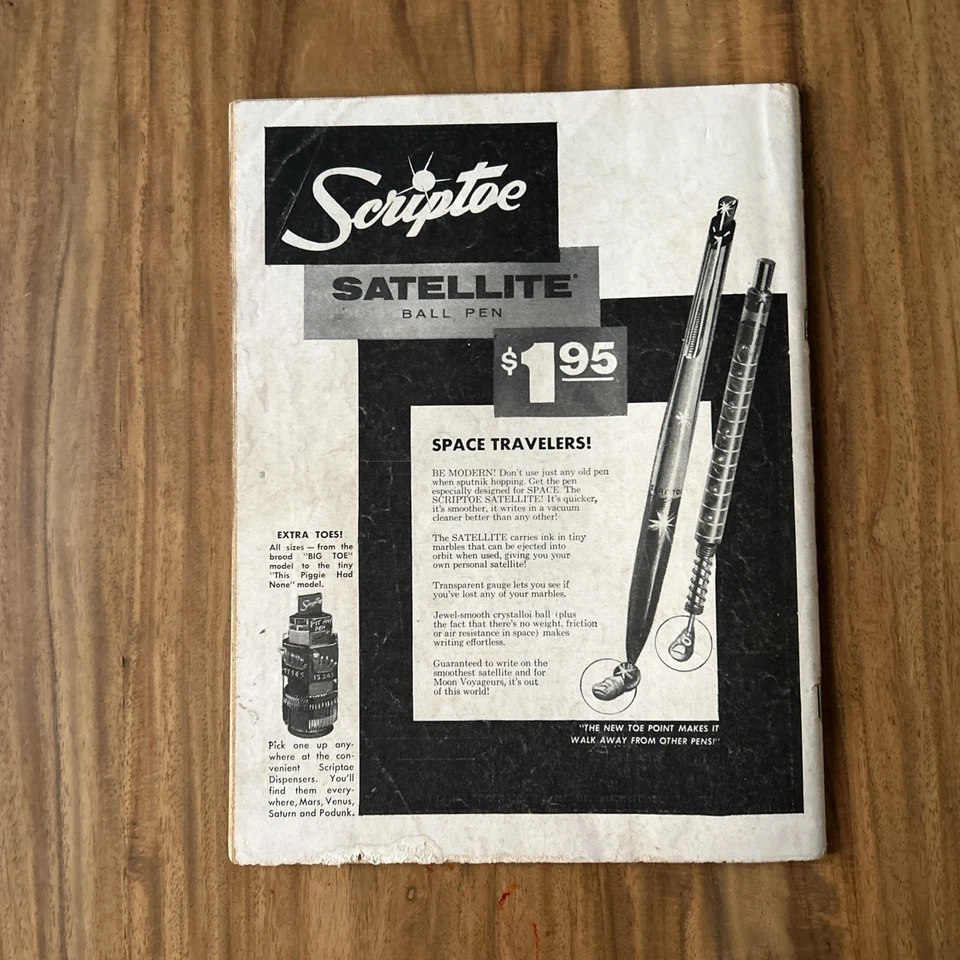 Scriptoe
SATELLITE
BALL PEN
$195
SPACE TRAVELERS!
BE MODERN! Don't use just any old pen
when sputnik hopping. Get the pen
especially designed for SPACE. The
SCRIPTOE SATELLITE! It's quicker,
it's smoother, it writes in a vacuum
cleaner better than any other!
The SATELLITE carries ink in tiny
marbles that can be ejected into
orbit when used, giving you your
own personal satellite!
Transparent gauge lets you see if
you've lost any of your marbles.
Jewel-smooth crystalloi ball (plus
the fact that there's no weight, friction
or air resistance in space) makes
writing effortless.
Guaranteed to write on the
smoothest satellite and for
Moon Voyageurs, it's out
of this world!
"THE NEW TOE POINT MAKES IT
WALK AWAY FROM OTHER PENS!"
EXTRA TOES!
All sizes — from the
broad "BIG TOE"
model to the tiny
"This Piggie Had
None" model.
Scriptoe
Pick one up any-
where at the con-
venient Scriptoe
Dispensers. You'll
find them every-
where, Mars, Venus,
Saturn and Podunk.